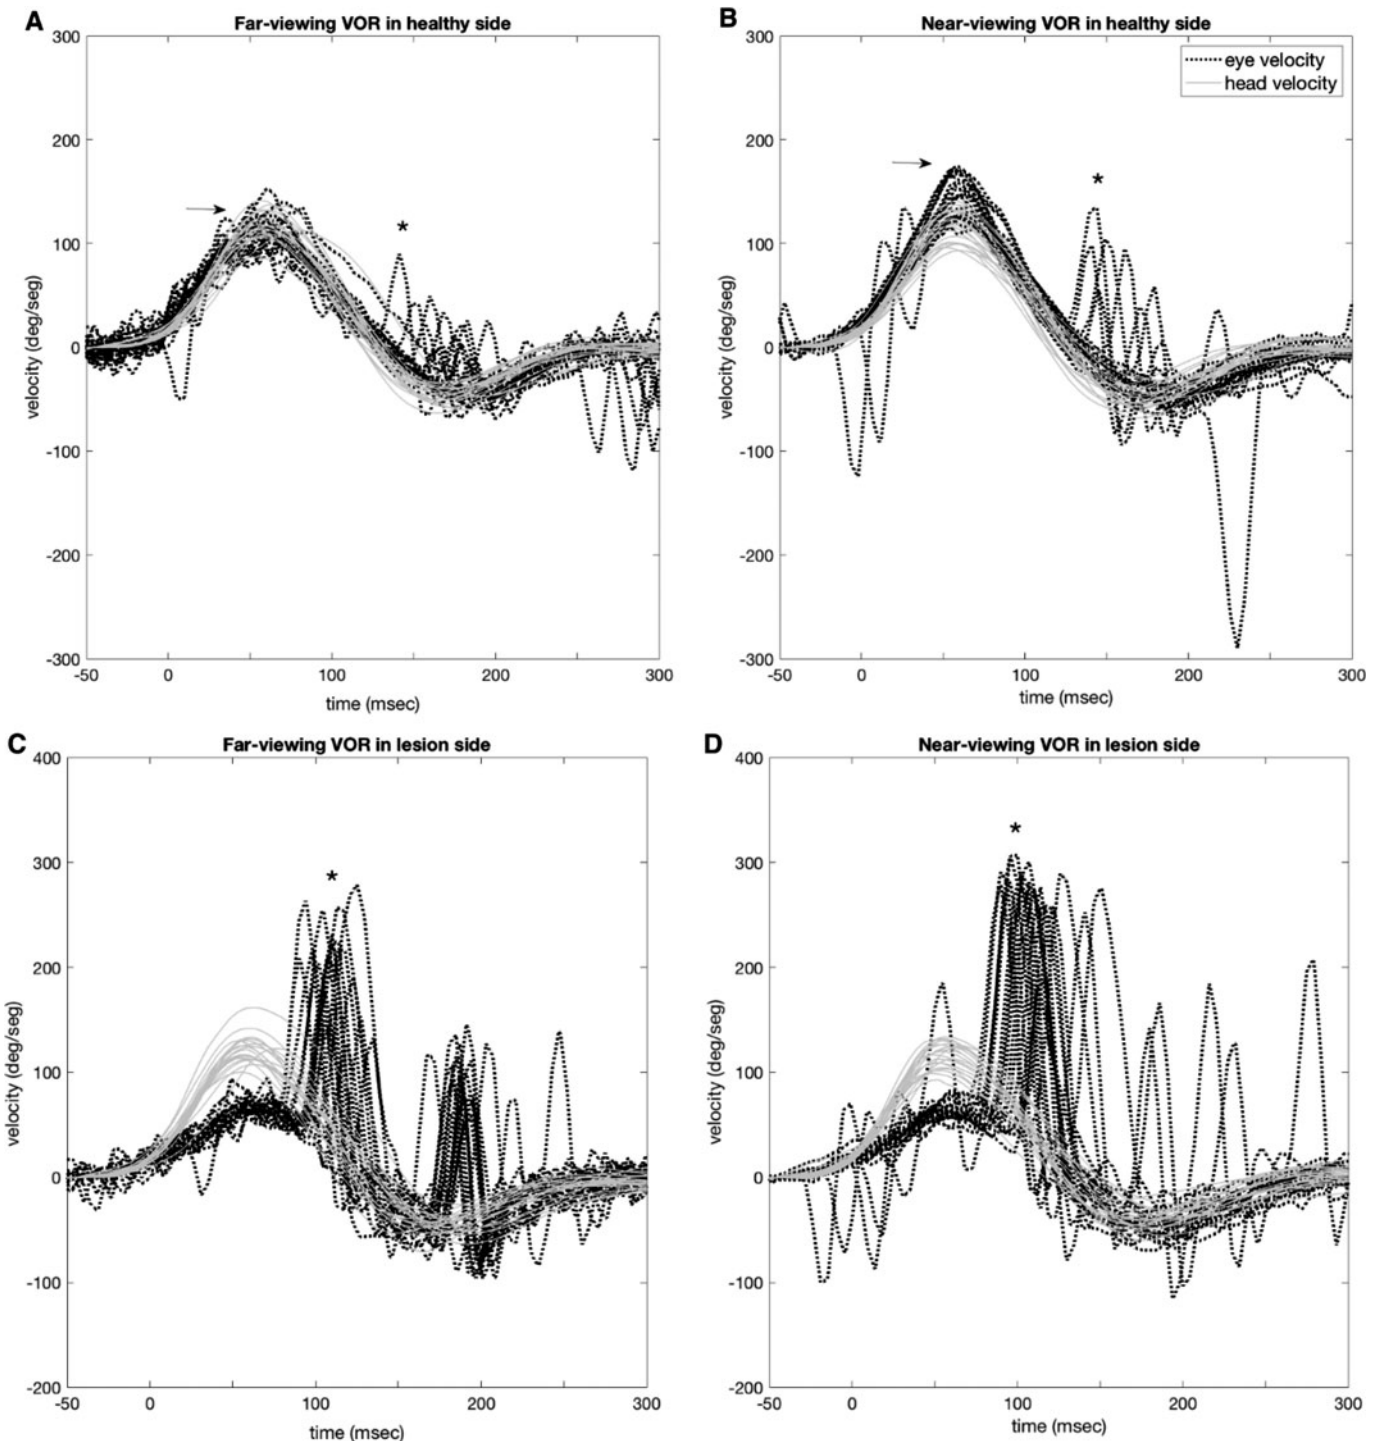 A
Far-viewing VOR in healthy side
300
200
100
0
-100
-200
-300
velocity (deg/seg)
-50 0 100 200 300
time (msec)
*
B
Near-viewing VOR in healthy side
eye velocity
head velocity
300
200
100
0
-100
-200
-300
velocity (deg/seg)
-50 0 100 200 300
time (msec)
*
C
Far-viewing VOR in lesion side
400
300
200
100
0
-100
-200
velocity (deg/seg)
-50 0 100 200 300
time (msec)
*
D
Near-viewing VOR in lesion side
400
300
200
100
0
-100
-200
velocity (deg/seg)
-50 0 100 200 300
time (msec)
*